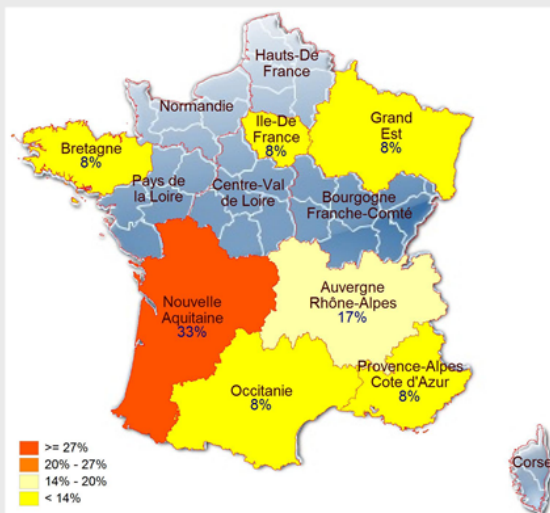 Hauts-De
France
Normandie
Ile-De
France
8%
Grand
Est
8%
Bretagne
8%
Pays de
la Loire
Centre-Val
de Loire
Bourgogne
Franche-Comté
Nouvelle
Aquitaine
33%
Auvergne
Rhône-Alpes
17%
Occitanie
8%
Provence-Alpes
Cote d'Azur
8%
Corse
>= 27%
20% - 27%
14% - 20%
< 14%